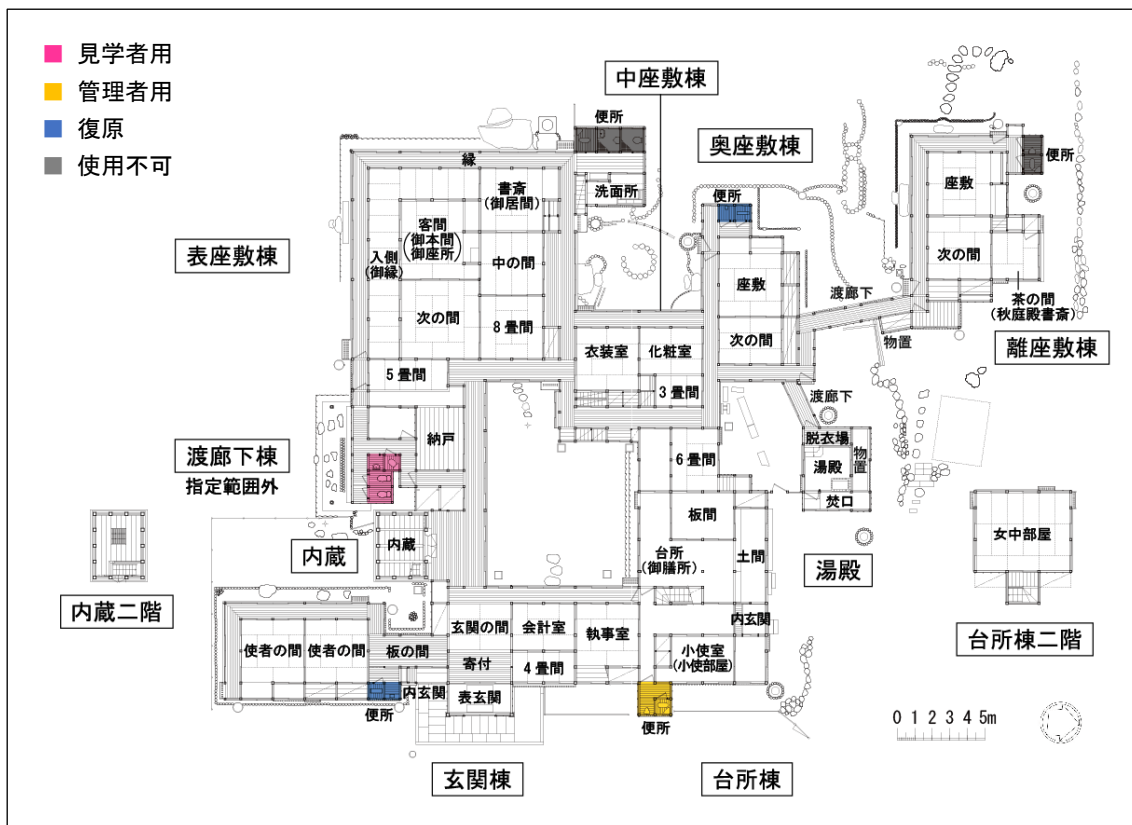 見学者用
管理者用
復原
使用不可
中座敷棟
便所
奥座敷棟
縁
書斎
(御居間)
洗面所
便所
座敷
便所
客間
(御本間
御座所)
表座敷棟
入側
(御縁)
中の間
座敷
次の間
渡廊下
茶の間
(秋庭殿書斎)
次の間
8畳間
衣装室
化粧室
次の間
物置
離座敷棟
5畳間
3畳間
渡廊下
納戸
脱衣場
物置
渡廊下棟
指定範囲外
6畳間
湯殿
焚口
板間
女中部屋
内蔵
内蔵
台所
(御膳所)
土間
湯殿
内蔵二階
玄関の間
会計室
執事室
内玄関
台所棟二階
使者の間
使者の間
板の間
寄付
4畳間
小使室
(小使部屋)
内玄関
表玄関
便所
便所
0 1 2 3 4 5m
玄関棟
台所棟